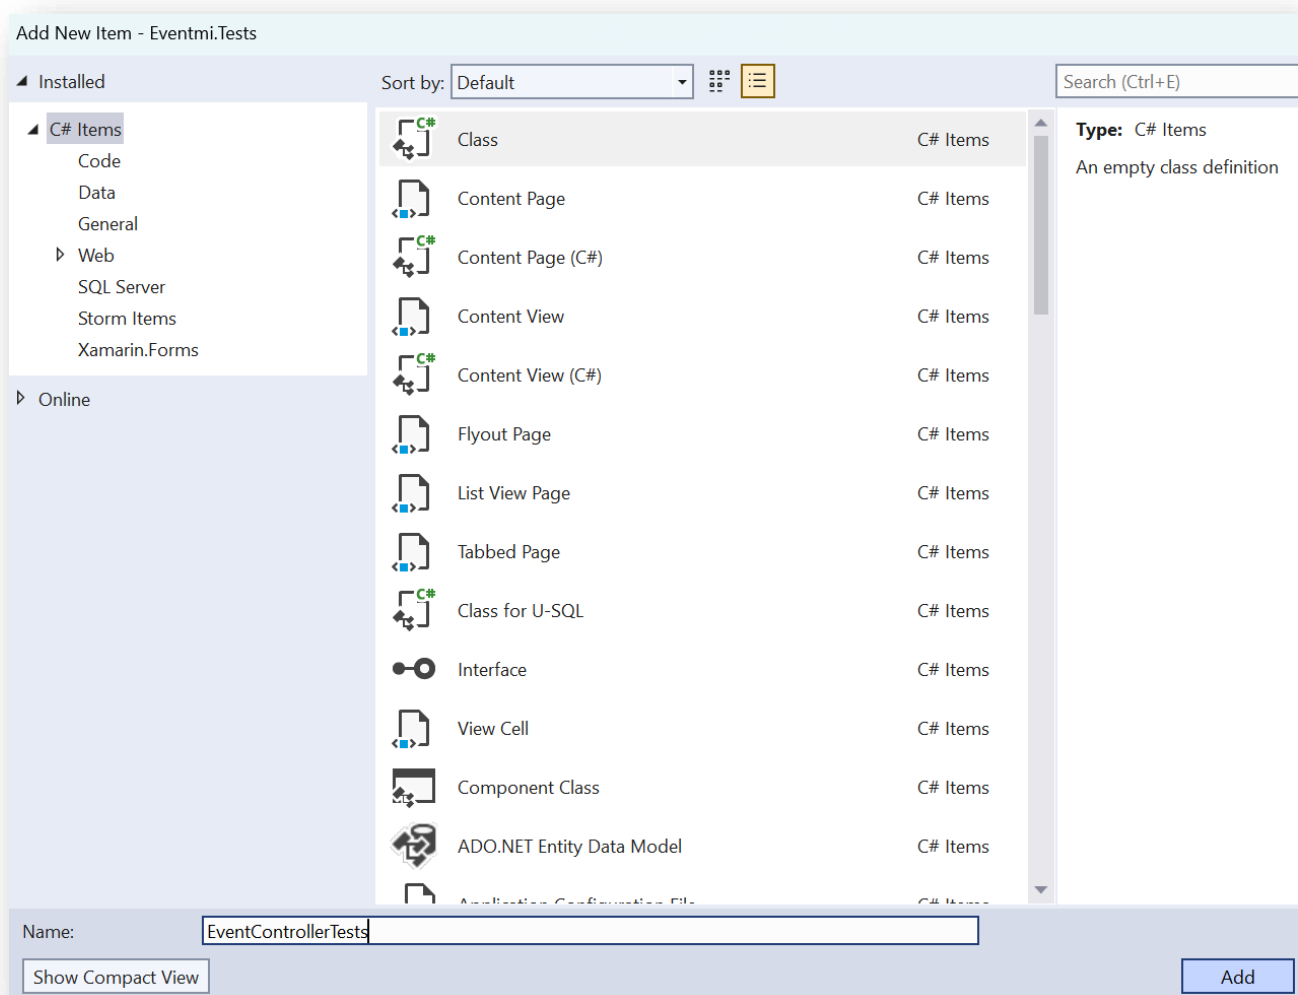 Add New Item - Eventmi.Tests
Installed
Sort by: Default
Search (Ctrl+E)
C# Items
Code
Data
General
Web
SQL Server
Storm Items
Xamarin.Forms
Online
Class C# Items
Content Page C# Items
Content Page (C#) C# Items
Content View C# Items
Content View (C#) C# Items
Flyout Page C# Items
List View Page C# Items
Tabbed Page C# Items
Class for U-SQL C# Items
Interface C# Items
View Cell C# Items
Component Class C# Items
ADO.NET Entity Data Model C# Items
Application Configuration File C# Items
Type: C# Items
An empty class definition
Name: EventControllerTests
Show Compact View
Add